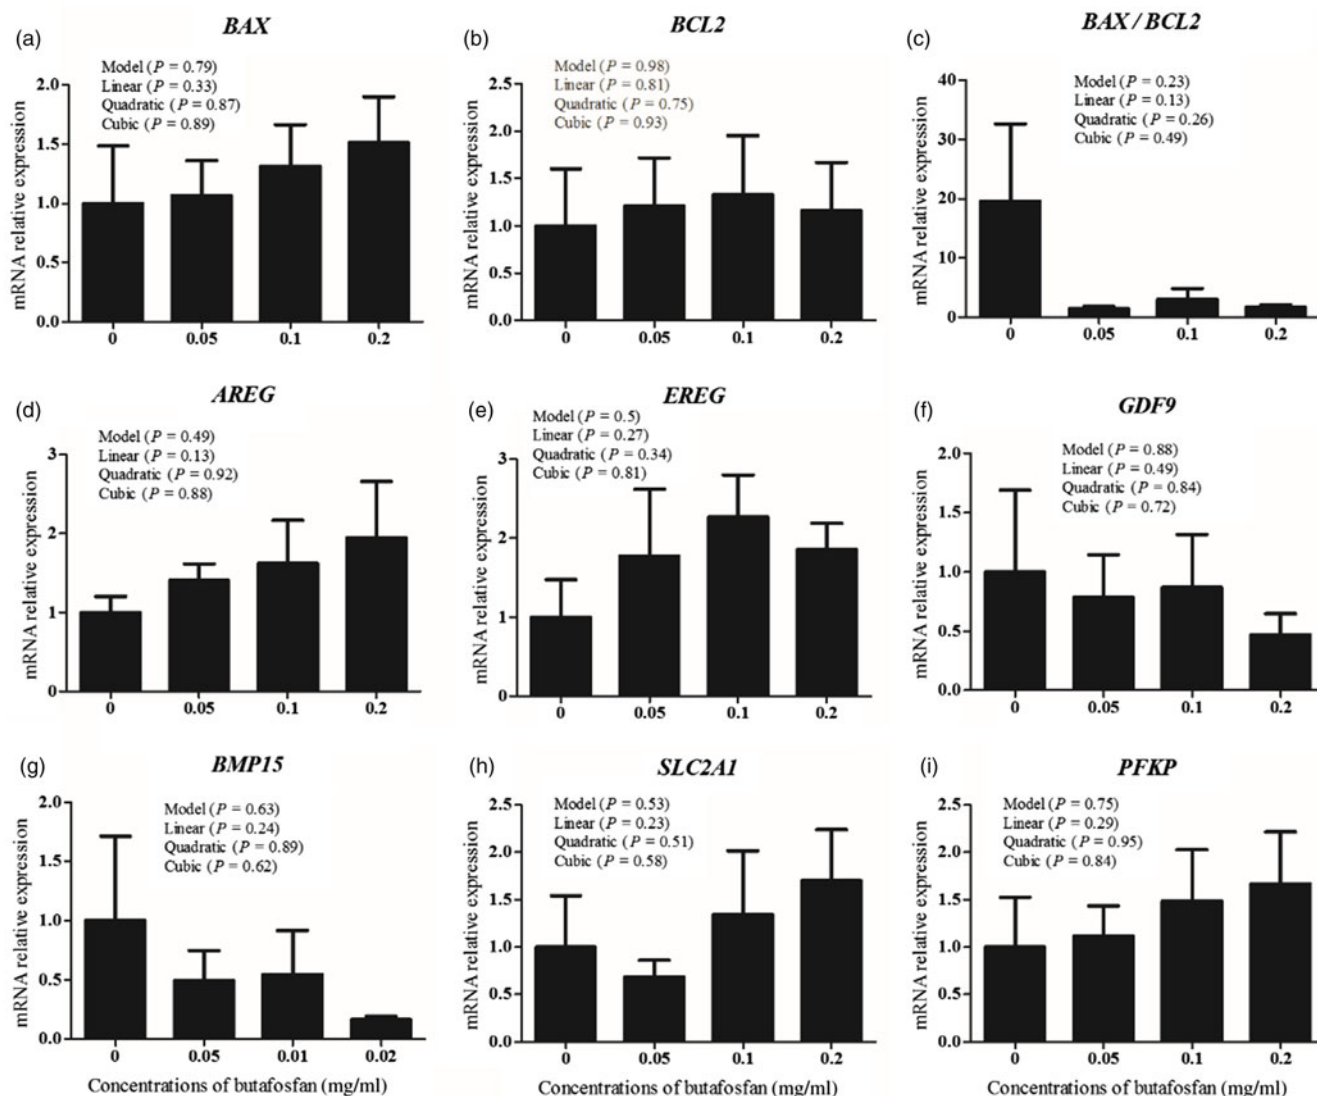 (a) BAX
Model (P = 0.79)
Linear (P = 0.33)
Quadratic (P = 0.87)
Cubic (P = 0.89)
mRNA relative expression
2.0
1.5
1.0
0.5
0.0
0 0.05 0.1 0.2
(b) BCL2
Model (P = 0.98)
Linear (P = 0.81)
Quadratic (P = 0.75)
Cubic (P = 0.93)
mRNA relative expression
2.5
2.0
1.5
1.0
0.5
0.0
0 0.05 0.1 0.2
(c) BAX / BCL2
Model (P = 0.23)
Linear (P = 0.13)
Quadratic (P = 0.26)
Cubic (P = 0.49)
mRNA relative expression
40
30
20
10
0
0 0.05 0.1 0.2
(d) AREG
Model (P = 0.49)
Linear (P = 0.13)
Quadratic (P = 0.92)
Cubic (P = 0.88)
mRNA relative expression
3
2
1
0
0 0.05 0.1 0.2
(e) EREG
Model (P = 0.5)
Linear (P = 0.27)
Quadratic (P = 0.34)
Cubic (P = 0.81)
mRNA relative expression
3
2
1
0
0 0.05 0.1 0.2
(f) GDF9
Model (P = 0.88)
Linear (P = 0.49)
Quadratic (P = 0.84)
Cubic (P = 0.72)
mRNA relative expression
2.0
1.5
1.0
0.5
0.0
0 0.05 0.1 0.2
(g) BMP15
Model (P = 0.63)
Linear (P = 0.24)
Quadratic (P = 0.89)
Cubic (P = 0.62)
mRNA relative expression
2.0
1.5
1.0
0.5
0.0
0 0.05 0.01 0.02
Concentrations of butafosfan (mg/ml)
(h) SLC2A1
Model (P = 0.53)
Linear (P = 0.23)
Quadratic (P = 0.51)
Cubic (P = 0.58)
mRNA relative expression
2.5
2.0
1.5
1.0
0.5
0.0
0 0.05 0.1 0.2
Concentrations of butafosfan (mg/ml)
(i) PFKP
Model (P = 0.75)
Linear (P = 0.29)
Quadratic (P = 0.95)
Cubic (P = 0.84)
mRNA relative expression
2.5
2.0
1.5
1.0
0.5
0.0
0 0.05 0.1 0.2
Concentrations of butafosfan (mg/ml)